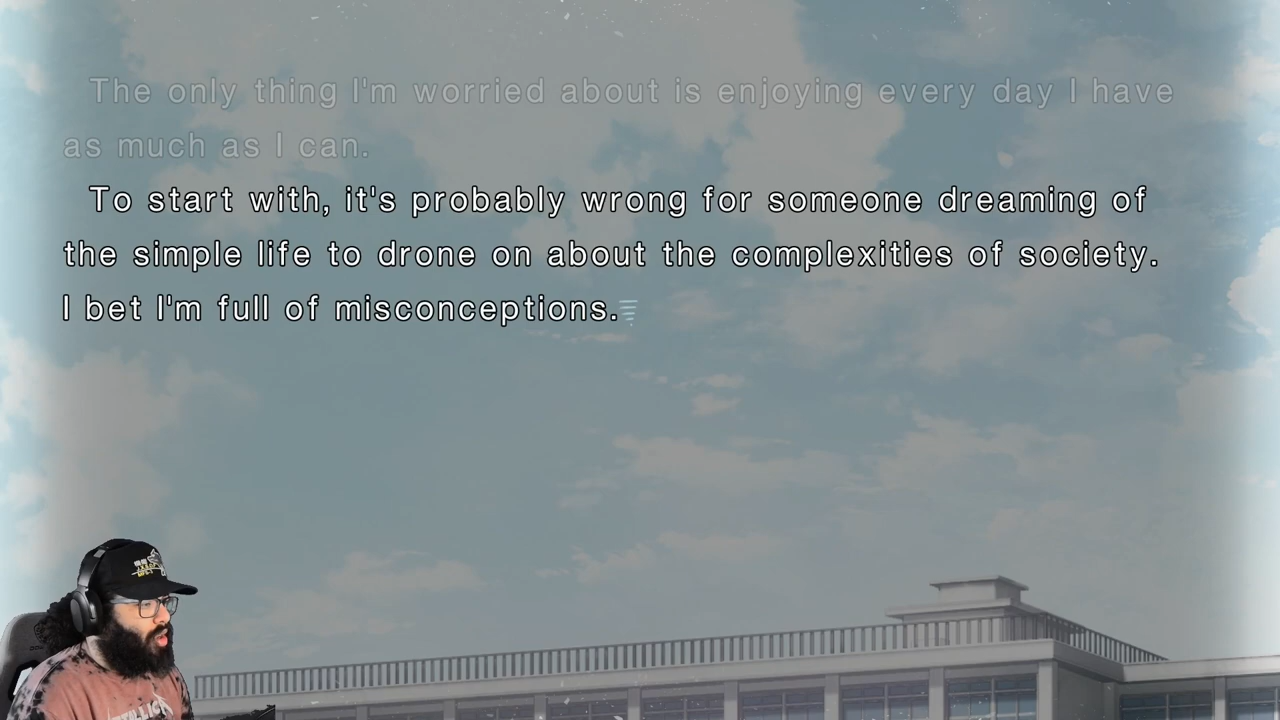 The only thing I'm worried about is enjoying every day I have
as much as I can.
To start with, it's probably wrong for someone dreaming of
the simple life to drone on about the complexities of society.
I bet I'm full of misconceptions.